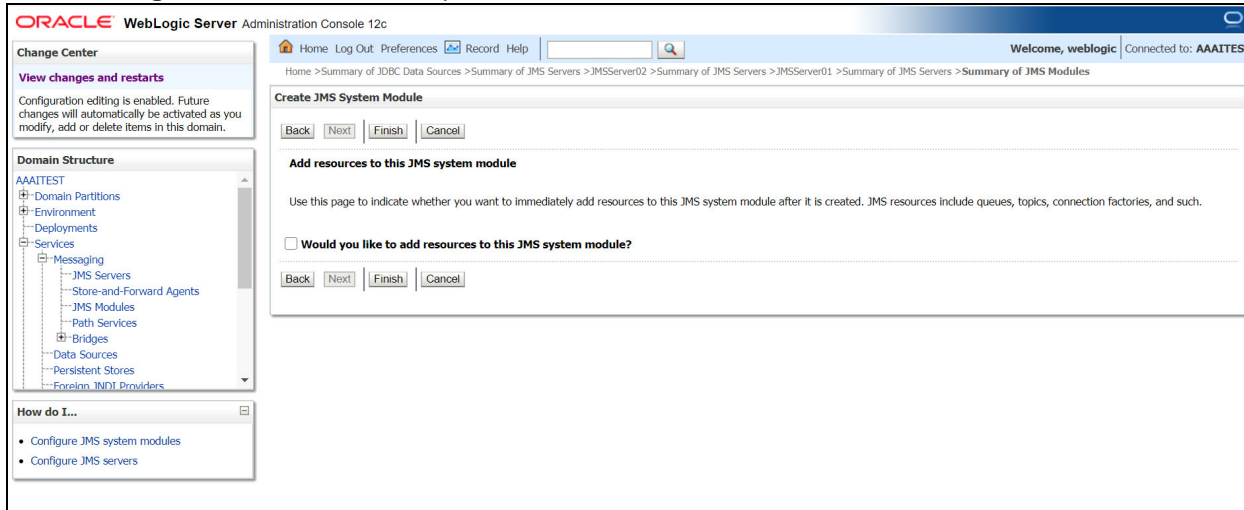 ORACLE WebLogic Server Administration Console 12c
Change Center
View changes and restarts
Configuration editing is enabled. Future
changes will automatically be activated as you
modify, add or delete items in this domain.
Domain Structure
AAAITEST
Domain Partitions
Environment
Deployments
Services
Messaging
JMS Servers
Store-and-Forward Agents
JMS Modules
Path Services
Bridges
Data Sources
Persistent Stores
Foreign JNDI Providers
How do I...
Configure JMS system modules
Configure JMS servers
Home Log Out Preferences Record Help
Welcome, weblogic Connected to: AAAITES
Home >Summary of JDBC Data Sources >Summary of JMS Servers >JMSServer02 >Summary of JMS Servers >JMSServer01 >Summary of JMS Servers >Summary of JMS Modules
Create JMS System Module
Back Next Finish Cancel
Add resources to this JMS system module
Use this page to indicate whether you want to immediately add resources to this JMS system module after it is created. JMS resources include queues, topics, connection factories, and such.
Would you like to add resources to this JMS system module?
Back Next Finish Cancel